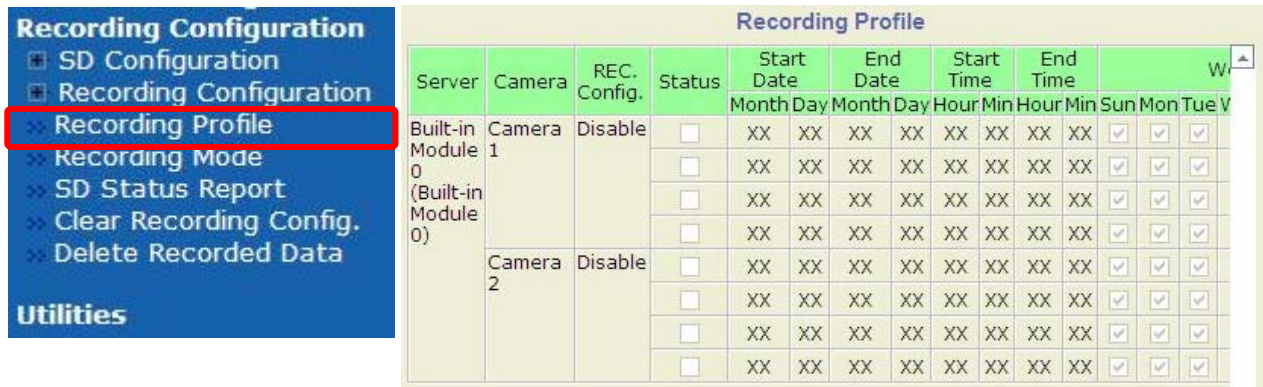 Recording Configuration
SD Configuration
Recording Configuration
Recording Profile
Recording Mode
SD Status Report
Clear Recording Config.
Delete Recorded Data
Utilities
Recording Profile
Server Camera REC. Config. Status Start Date End Date Start Time End Time
Month Day Month Day Hour Min Hour Min Sun Mon Tue
Built-in Module 0 (Built-in Module 0) Camera 1 Disable XX XX XX XX XX XX XX XX
XX XX XX XX XX XX XX XX
XX XX XX XX XX XX XX XX
XX XX XX XX XX XX XX XX
Camera 2 Disable XX XX XX XX XX XX XX XX
XX XX XX XX XX XX XX XX
XX XX XX XX XX XX XX XX
XX XX XX XX XX XX XX XX